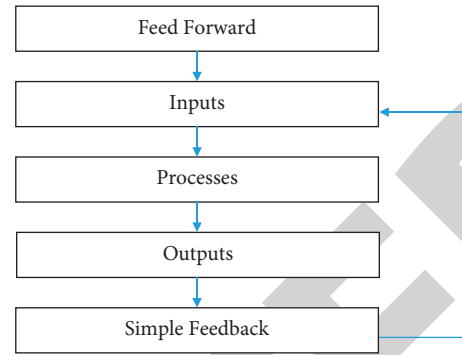 Feed Forward
Inputs
Processes
Outputs
Simple Feedback